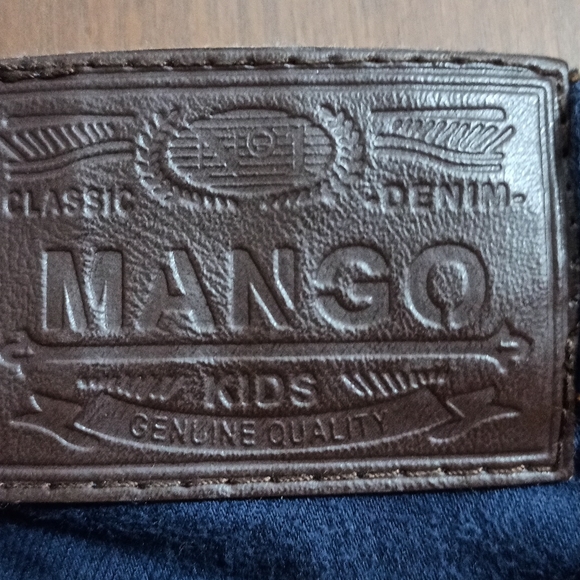 CLASSIC -DENIM-
MANGO
KIDS
GENUINE QUALITY